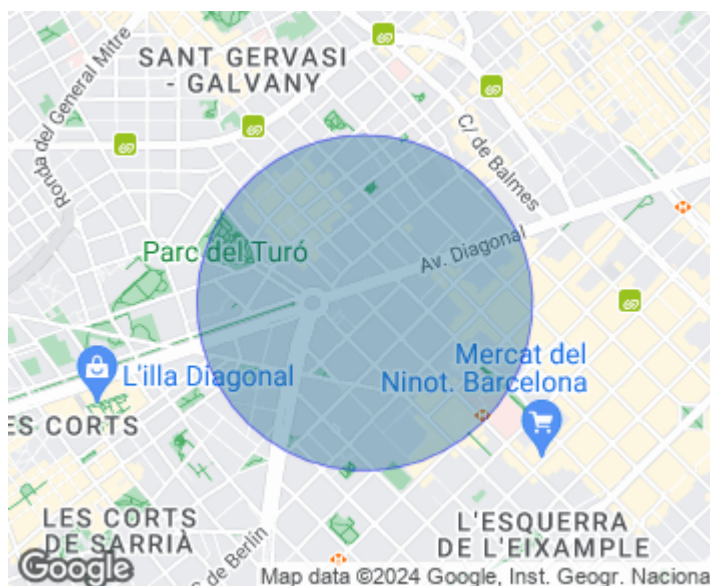 SANT GERVASI
- GALVANY
Ronda del General Mitre
C/ de Balmes
Parc del Turó
Av. Diagonal
Mercat del
Ninot. Barcelona
L'illa Diagonal
ES CORTS
LES CORTS
DE SARRIÀ
L'ESQUERRA
DE L'EIXAMPLE
de Berlín
Google
Map data ©2024 Google, Inst. Geogr. Naciona